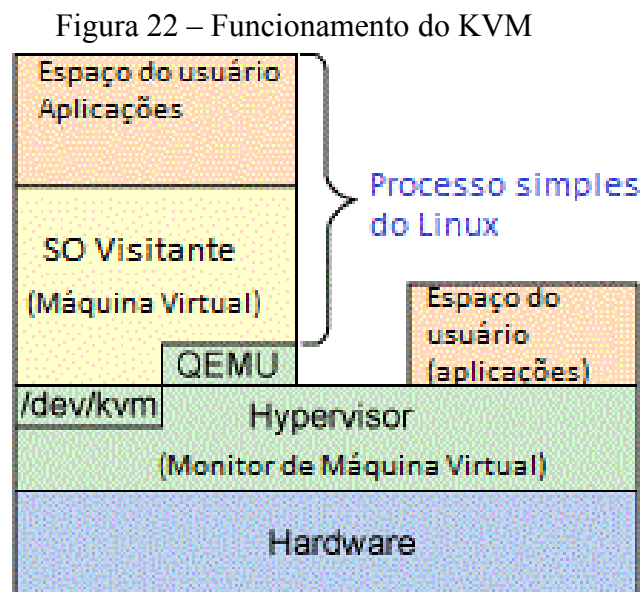 Figura 22 – Funcionamento do KVM
Espaço do usuário
Aplicações
Processo simples
do Linux
SO Visitante
(Máquina Virtual)
Espaço do
usuário
(aplicações)
QEMU
/dev/kvm
Hypervisor
(Monitor de Máquina Virtual)
Hardware